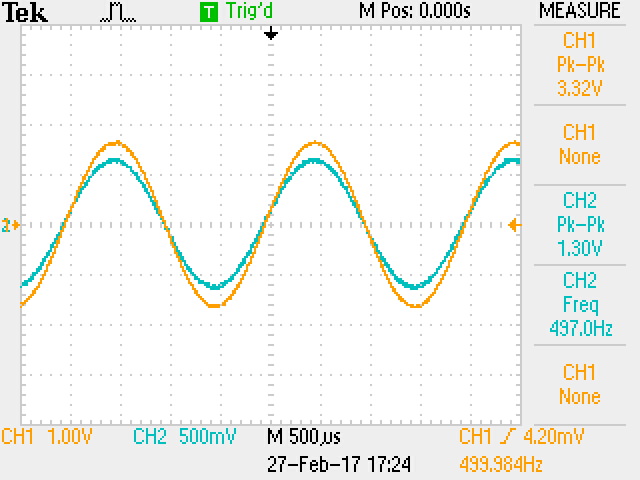 Tek T Trig'd M Pos: 0.000s MEASURE
CH1
Pk-Pk
3.32V
CH1
None
2
CH2
Pk-Pk
1.30V
CH2
Freq
497.0Hz
CH1
None
CH1 1.00V CH2 500mV M 500µs CH1 4.20mV
27-Feb-17 17:24 499.984Hz